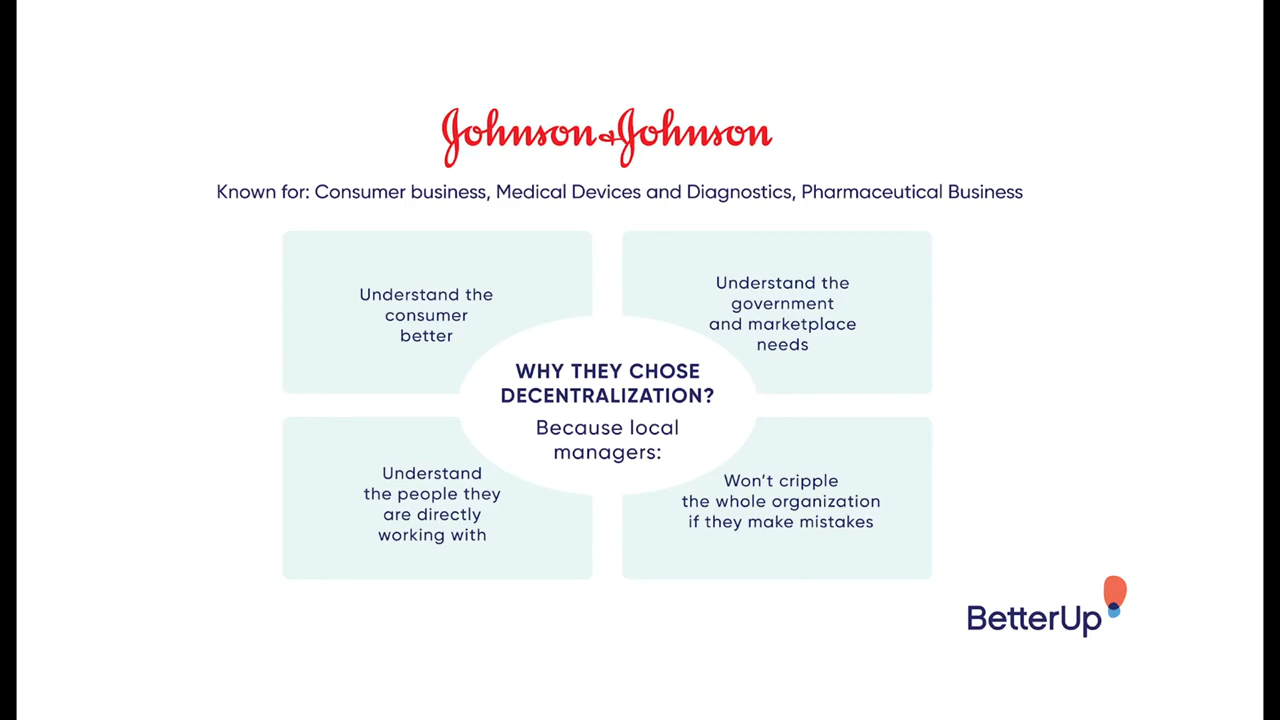 Johnson&Johnson
Known for: Consumer business, Medical Devices and Diagnostics, Pharmaceutical Business
Understand the
consumer
better
Understand the
government
and marketplace
needs
WHY THEY CHOSE
DECENTRALIZATION?
Because local
managers:
Understand
the people they
are directly
working with
Won't cripple
the whole organization
if they make mistakes
BetterUp